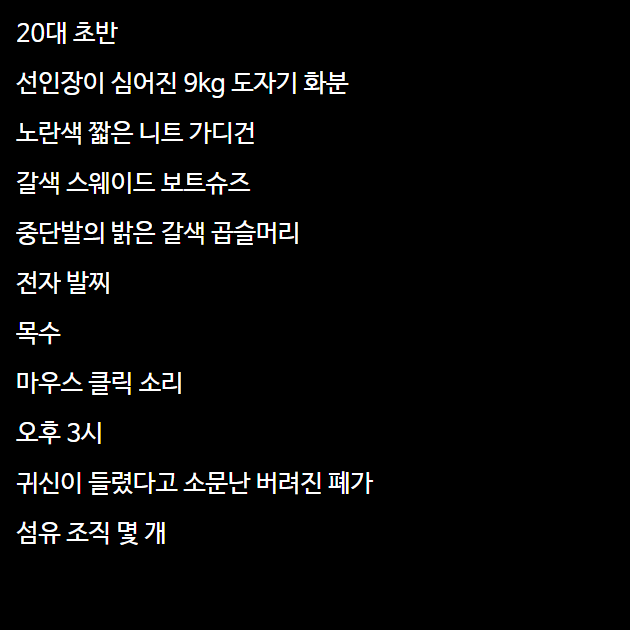 20대 초반
선인장이 심어진 9kg 도자기 화분
노란색 짧은 니트 가디건
갈색 스웨이드 보트슈즈
중단발의 밝은 갈색 곱슬머리
전자 발찌
목수
마우스 클릭 소리
오후 3시
귀신이 들렸다고 소문난 버려진 폐가
섬유 조직 몇 개